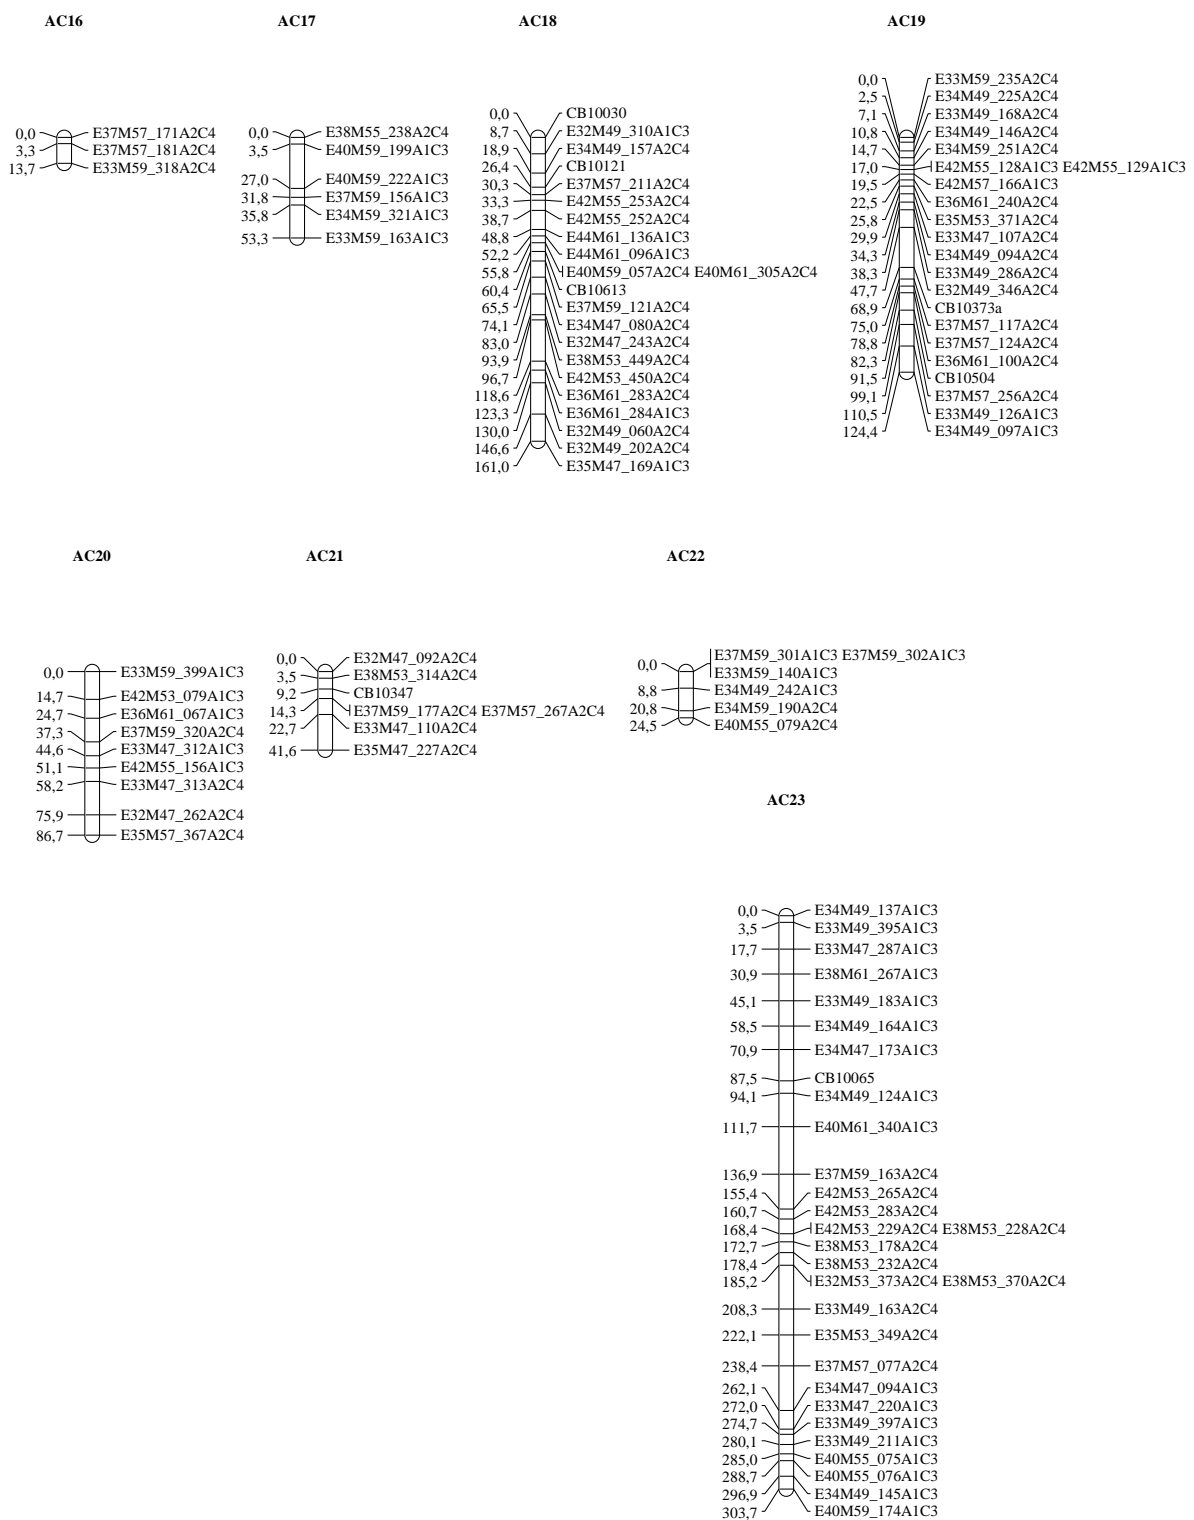 AC16
0,0 E37M57_171A2C4
3,3 E37M57_181A2C4
13,7 E33M59_318A2C4
AC17
0,0 E38M55_238A2C4
3,5 E40M59_199A1C3
27,0 E40M59_222A1C3
31,8 E37M59_156A1C3
35,8 E34M59_321A1C3
53,3 E33M59_163A1C3
AC18
0,0 CB10030
8,7 E32M49_310A1C3
18,9 E34M49_157A2C4
26,4 CB10121
30,3 E37M57_211A2C4
33,3 E42M55_253A2C4
38,7 E42M55_252A2C4
48,8 E44M61_136A1C3
52,2 E44M61_096A1C3
55,8 E40M59_057A2C4 E40M61_305A2C4
60,4 CB10613
65,5 E37M59_121A2C4
74,1 E34M47_080A2C4
83,0 E32M47_243A2C4
93,9 E38M53_449A2C4
96,7 E42M53_450A2C4
118,6 E36M61_283A2C4
123,3 E36M61_284A1C3
130,0 E32M49_060A2C4
146,6 E32M49_202A2C4
161,0 E35M47_169A1C3
AC19
0,0 E33M59_235A2C4
2,5 E34M49_225A2C4
7,1 E33M49_168A2C4
10,8 E34M49_146A2C4
14,7 E34M59_251A2C4
17,0 E42M55_128A1C3 E42M55_129A1C3
19,5 E42M57_166A1C3
22,5 E36M61_240A2C4
25,8 E35M53_371A2C4
29,9 E33M47_107A2C4
34,3 E34M49_094A2C4
38,3 E33M49_286A2C4
47,7 E32M49_346A2C4
68,9 CB10373a
75,0 E37M57_117A2C4
78,8 E37M57_124A2C4
82,3 E36M61_100A2C4
91,5 CB10504
99,1 E37M57_256A2C4
110,5 E33M49_126A1C3
124,4 E34M49_097A1C3
AC20
0,0 E33M59_399A1C3
14,7 E42M53_079A1C3
24,7 E36M61_067A1C3
37,3 E37M59_320A2C4
44,6 E33M47_312A1C3
51,1 E42M55_156A1C3
58,2 E33M47_313A2C4
75,9 E32M47_262A2C4
86,7 E35M57_367A2C4
AC21
0,0 E32M47_092A2C4
3,5 E38M53_314A2C4
9,2 CB10347
14,3 E37M59_177A2C4 E37M57_267A2C4
22,7 E33M47_110A2C4
41,6 E35M47_227A2C4
AC22
E37M59_301A1C3 E37M59_302A1C3
0,0 E33M59_140A1C3
8,8 E34M49_242A1C3
20,8 E34M59_190A2C4
24,5 E40M55_079A2C4
AC23
0,0 E34M49_137A1C3
3,5 E33M49_395A1C3
17,7 E33M47_287A1C3
30,9 E38M61_267A1C3
45,1 E33M49_183A1C3
58,5 E34M49_164A1C3
70,9 E34M47_173A1C3
87,5 CB10065
94,1 E34M49_124A1C3
111,7 E40M61_340A1C3
136,9 E37M59_163A2C4
155,4 E42M53_265A2C4
160,7 E42M53_283A2C4
168,4 E42M53_229A2C4 E38M53_228A2C4
172,7 E38M53_178A2C4
178,4 E38M53_232A2C4
185,2 E32M53_373A2C4 E38M53_370A2C4
208,3 E33M49_163A2C4
222,1 E35M53_349A2C4
238,4 E37M57_077A2C4
262,1 E34M47_094A1C3
272,0 E33M47_220A1C3
274,7 E33M49_397A1C3
280,1 E33M49_211A1C3
285,0 E40M55_075A1C3
288,7 E40M55_076A1C3
296,9 E34M49_145A1C3
303,7 E40M59_174A1C3